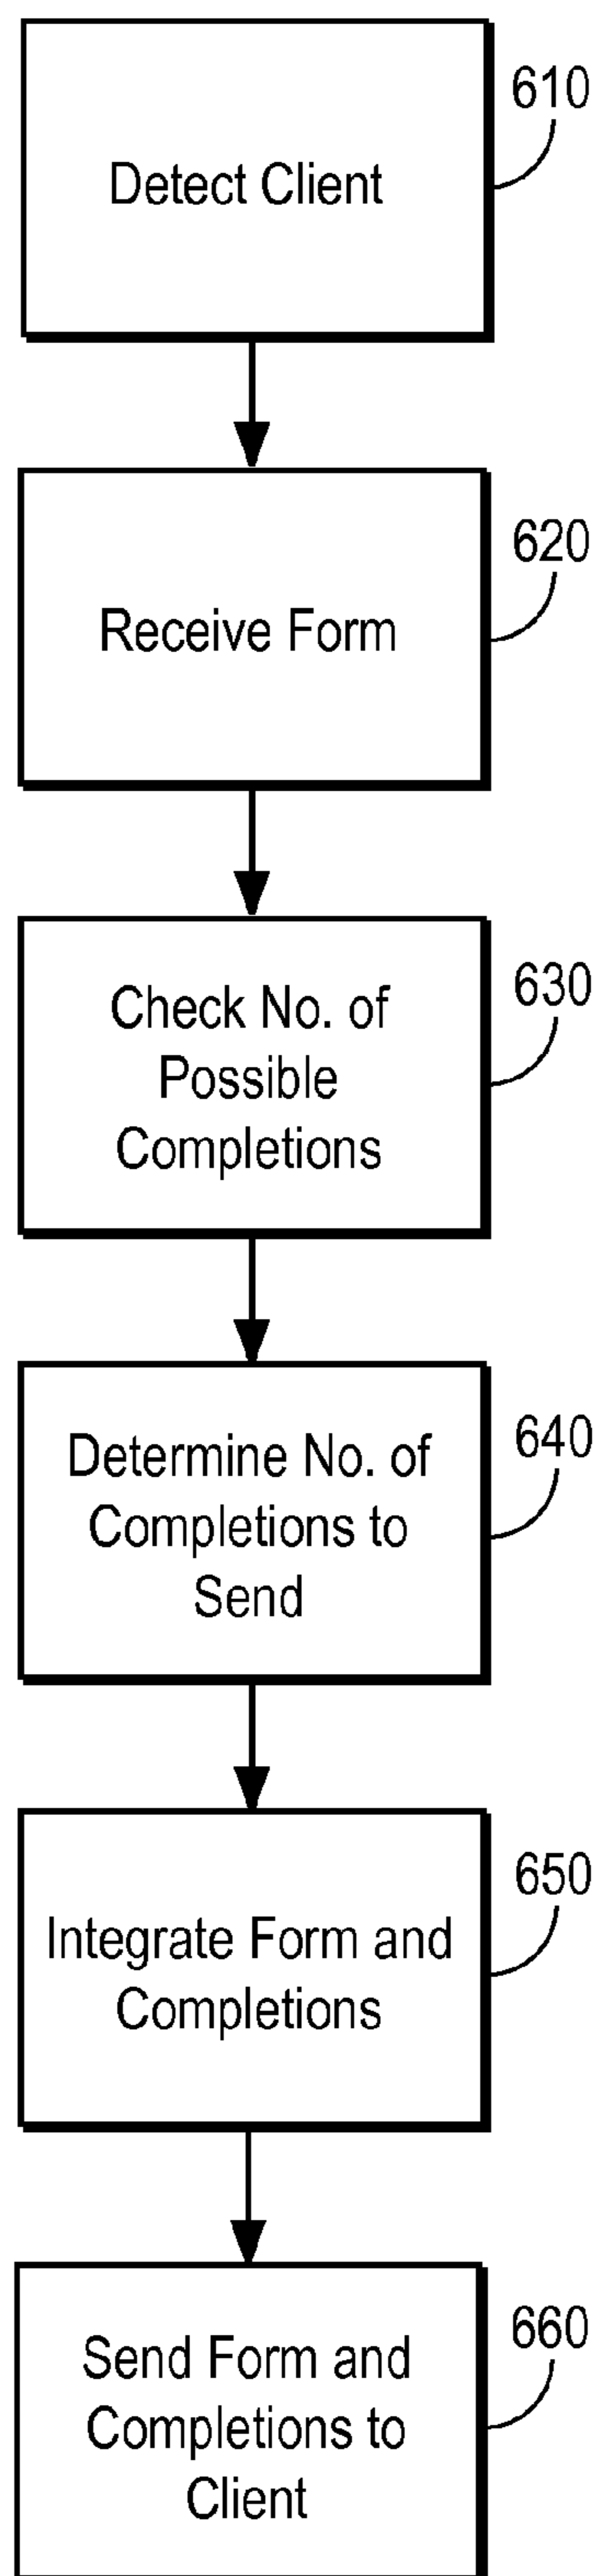 610
Detect Client
620
Receive Form
630
Check No. of
Possible
Completions
640
Determine No. of
Completions to
Send
650
Integrate Form and
Completions
660
Send Form and
Completions to
Client